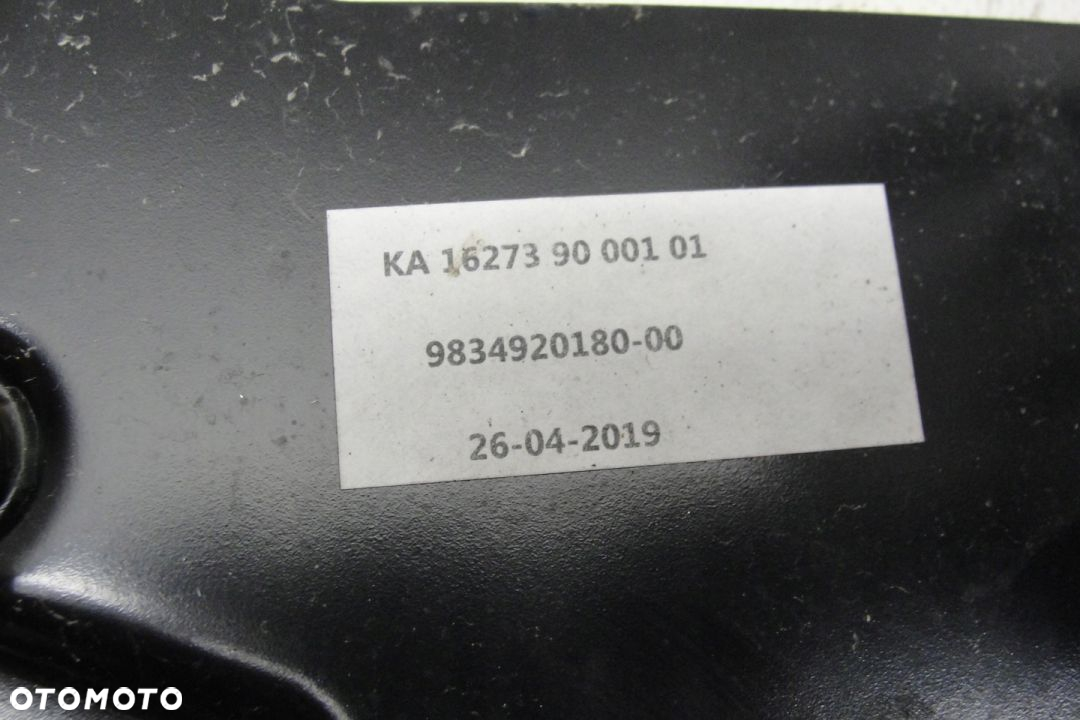 KA 16273 90 001 01
9834920180-00
26-04-2019
OTOMOTO